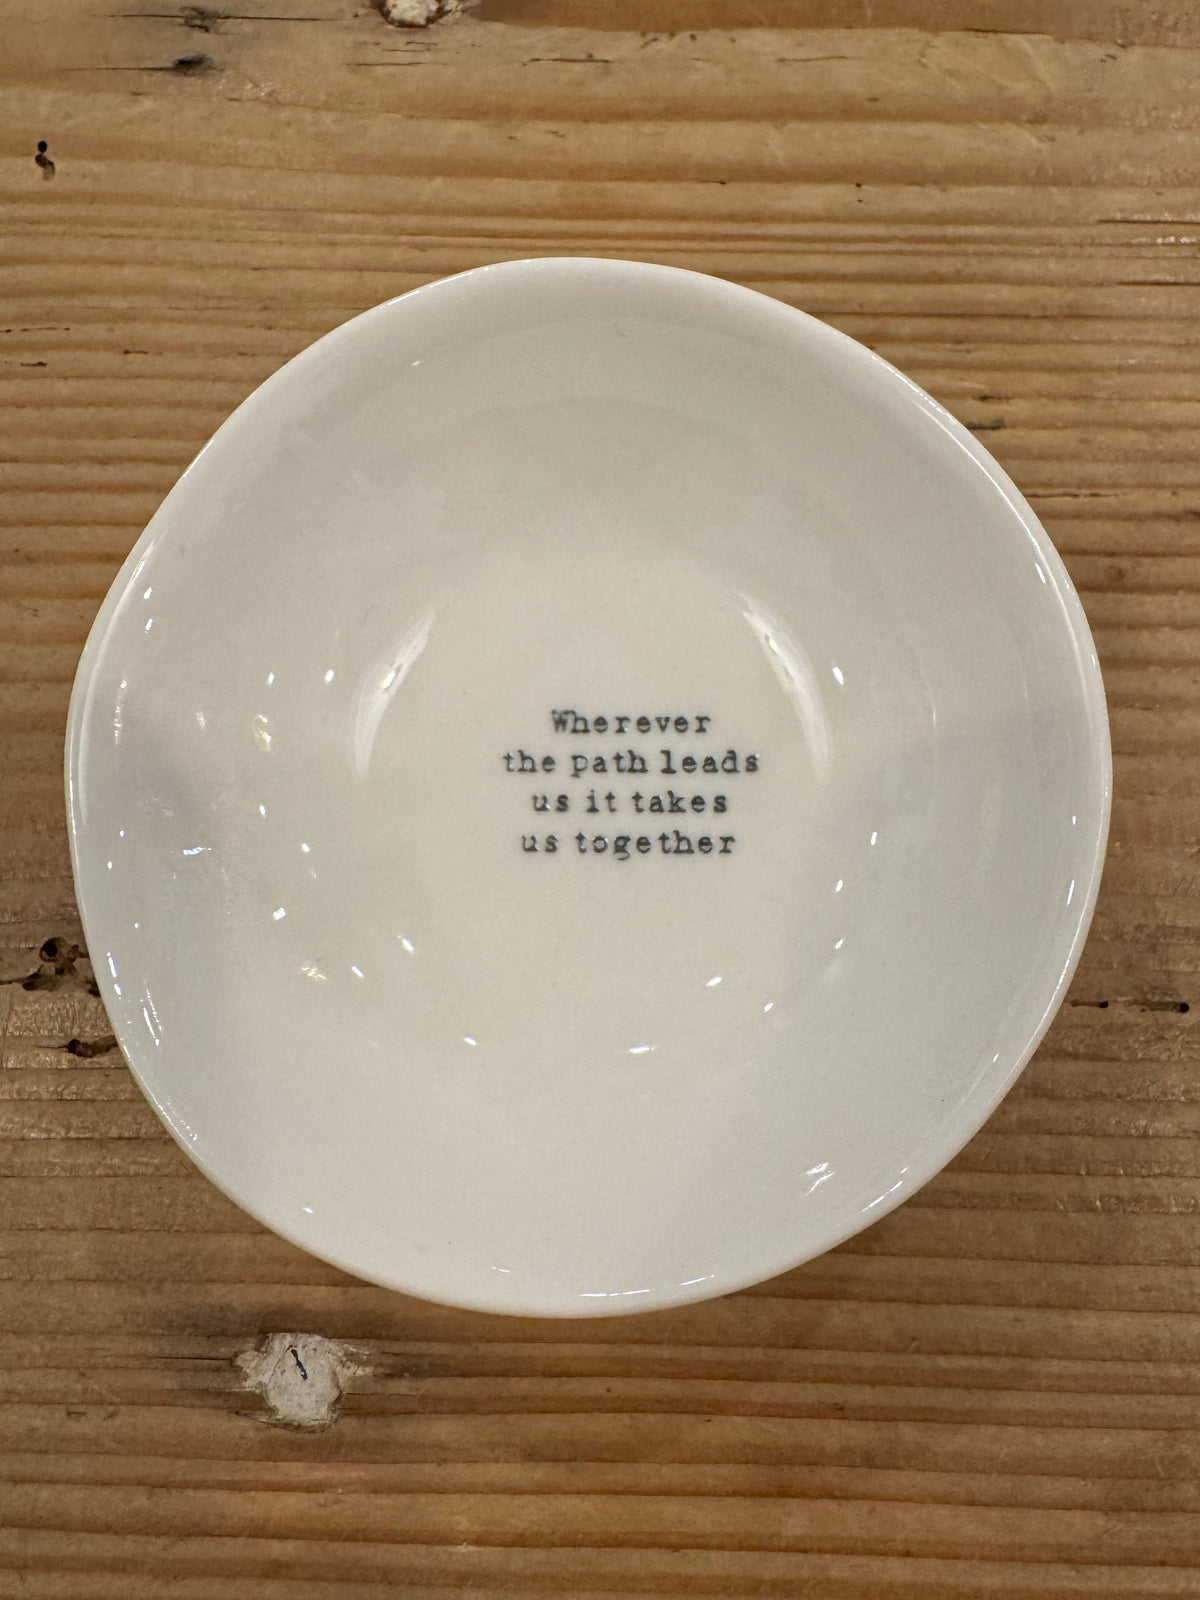 Wherever
the path leads
us it takes
us together